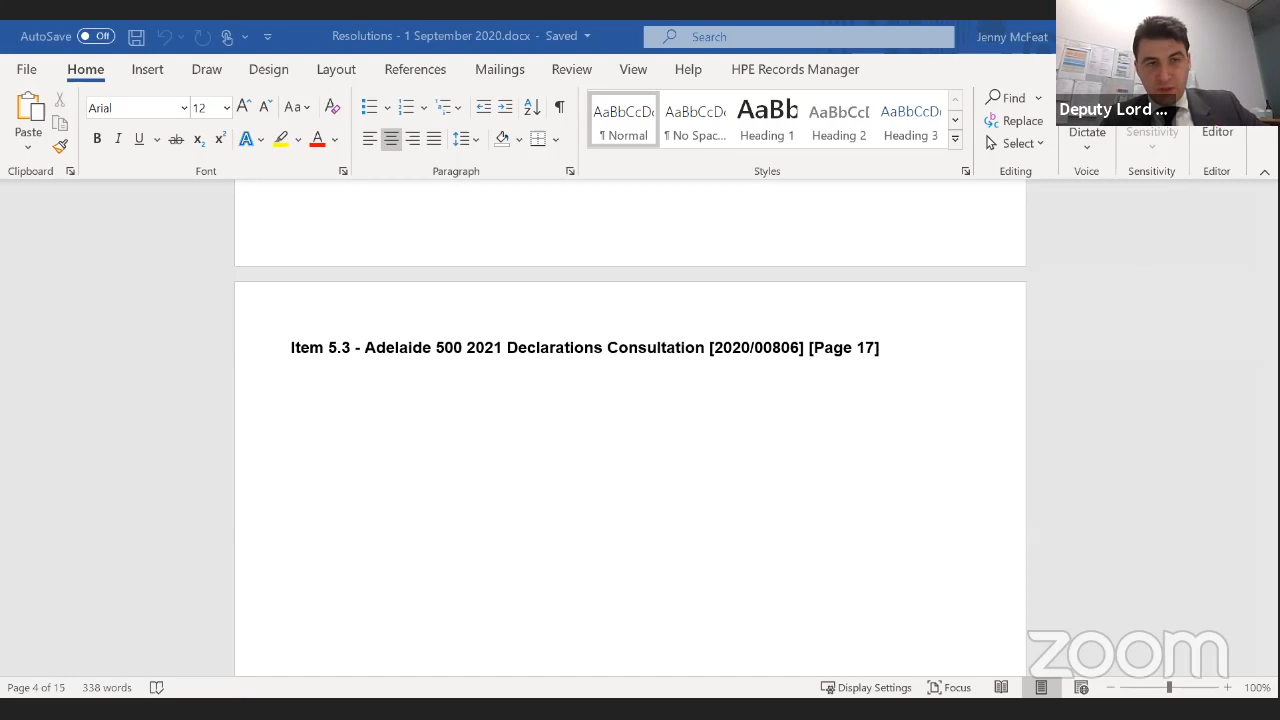 AutoSave Off
Resolutions - 1 September 2020.docx - Saved
Search
Jenny McFeat
File Home Insert Draw Design Layout References Mailings Review View Help HPE Records Manager
Deputy Lord ...
Paste
Arial 12
Aa
AaBbCcDc AaBbCcDc AaBb AaBbCcD AaBbCcD
¶ Normal ¶ No Spac... Heading 1 Heading 2 Heading 3
Find
Replace
Select
Dictate Sensitivity Editor
Clipboard Font Paragraph Styles Editing Voice Sensitivity Editor
Item 5.3 - Adelaide 500 2021 Declarations Consultation [2020/00806] [Page 17]
zoom
Page 4 of 15 338 words Display Settings Focus 100%